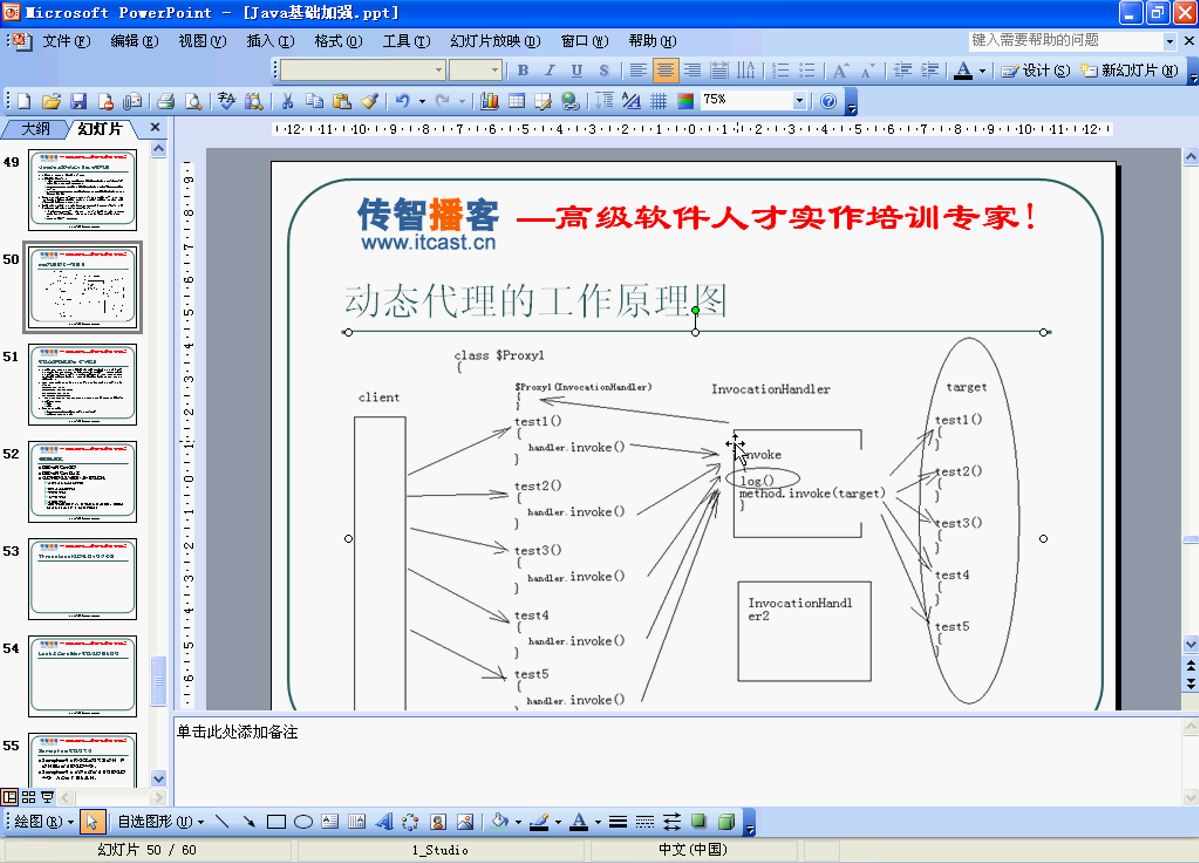 Microsoft PowerPoint - [Java基础加强.ppt]
文件(F) 编辑(E) 视图(V) 插入(I) 格式(O) 工具(T) 幻灯片放映(D) 窗口(W) 帮助(H) 键入需要帮助的问题
B I U S A A A 设计(S) 新幻灯片(N)
75%
大纲 幻灯片
·12·11·10·9·8·7·6·5·4·3·2·1·0·1·2·3·4·5·6·7·8·9·10·11·12·
49
50
51
52
53
54
55
传智播客 —高级软件人才实作培训专家!
www.itcast.cn
动态代理的工作原理图
class $Proxy1
{
client
$Proxy1(InvocationHandler)
{
}
InvocationHandler
target
test1()
{
handler.invoke()
}
test2()
{
handler.invoke()
}
test3()
{
handler.invoke()
}
test4
{
handler.invoke()
}
test5
{
handler.invoke()
invoke
log()
method.invoke(target)
}
InvocationHandl
er2
test1()
{
}
test2()
{
}
test3()
{
}
test4
{
}
test5
{
}
单击此处添加备注
绘图(R) 自选图形(U)
幻灯片 50 / 60 1_Studio 中文(中国)